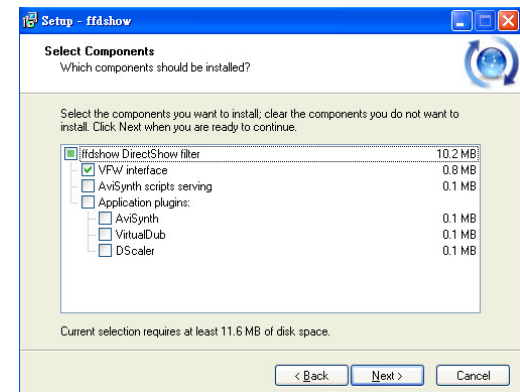 Setup - ffdshow
Select Components
Which components should be installed?
Select the components you want to install; clear the components you do not want to
install. Click Next when you are ready to continue.
ffdshow DirectShow filter 10.2 MB
VFW interface 0.8 MB
AviSynth scripts serving 0.1 MB
Application plugins:
AviSynth 0.1 MB
VirtualDub 0.1 MB
DScaler 0.1 MB
Current selection requires at least 11.6 MB of disk space.
< Back Next > Cancel